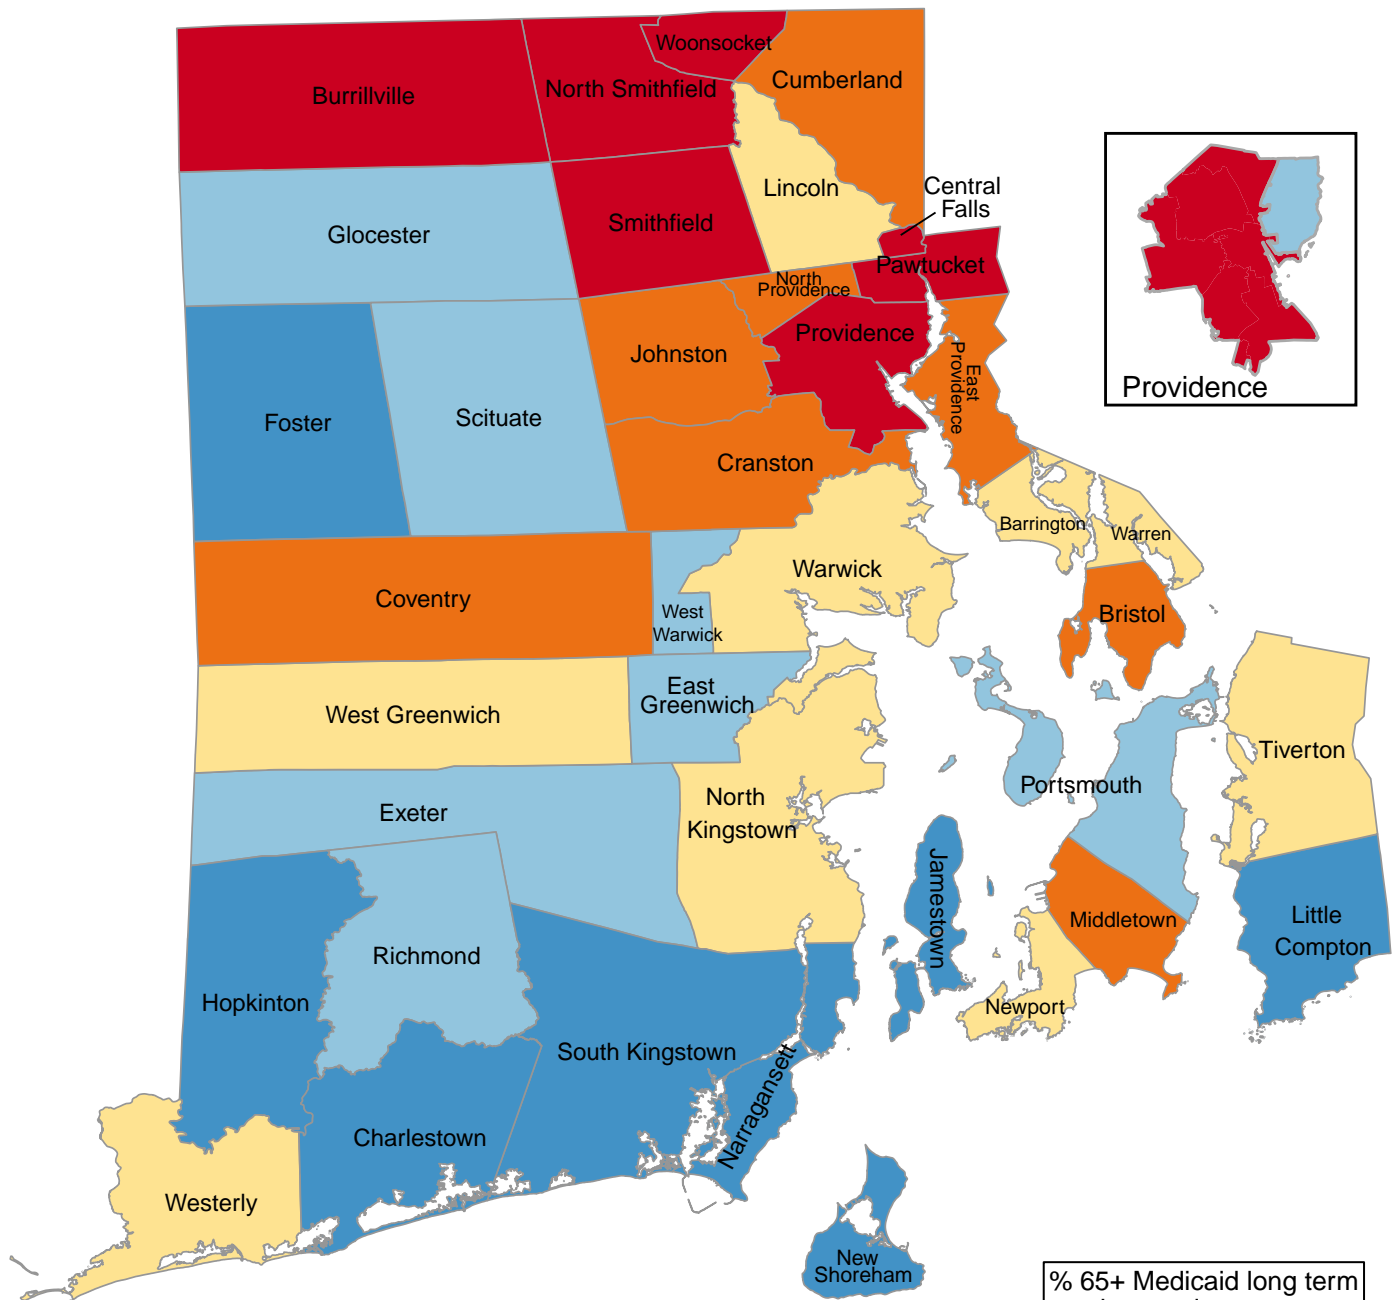 Woonsocket
Cumberland
North Smithfield
Burrillville
Central
Falls
Lincoln
Smithfield
Glocester
Pawtucket
North
Providence
Providence
Johnston
East
Providence
Providence
Foster
Scituate
Cranston
Barrington
Warren
Warwick
Coventry
West
Warwick
Bristol
East
Greenwich
West Greenwich
Tiverton
Portsmouth
North
Kingstown
Exeter
Jamestown
Middletown
Little
Compton
Richmond
Hopkinton
Newport
South Kingstown
Narragansett
Charlestown
Westerly
New
Shoreham
% 65+ Medicaid long term